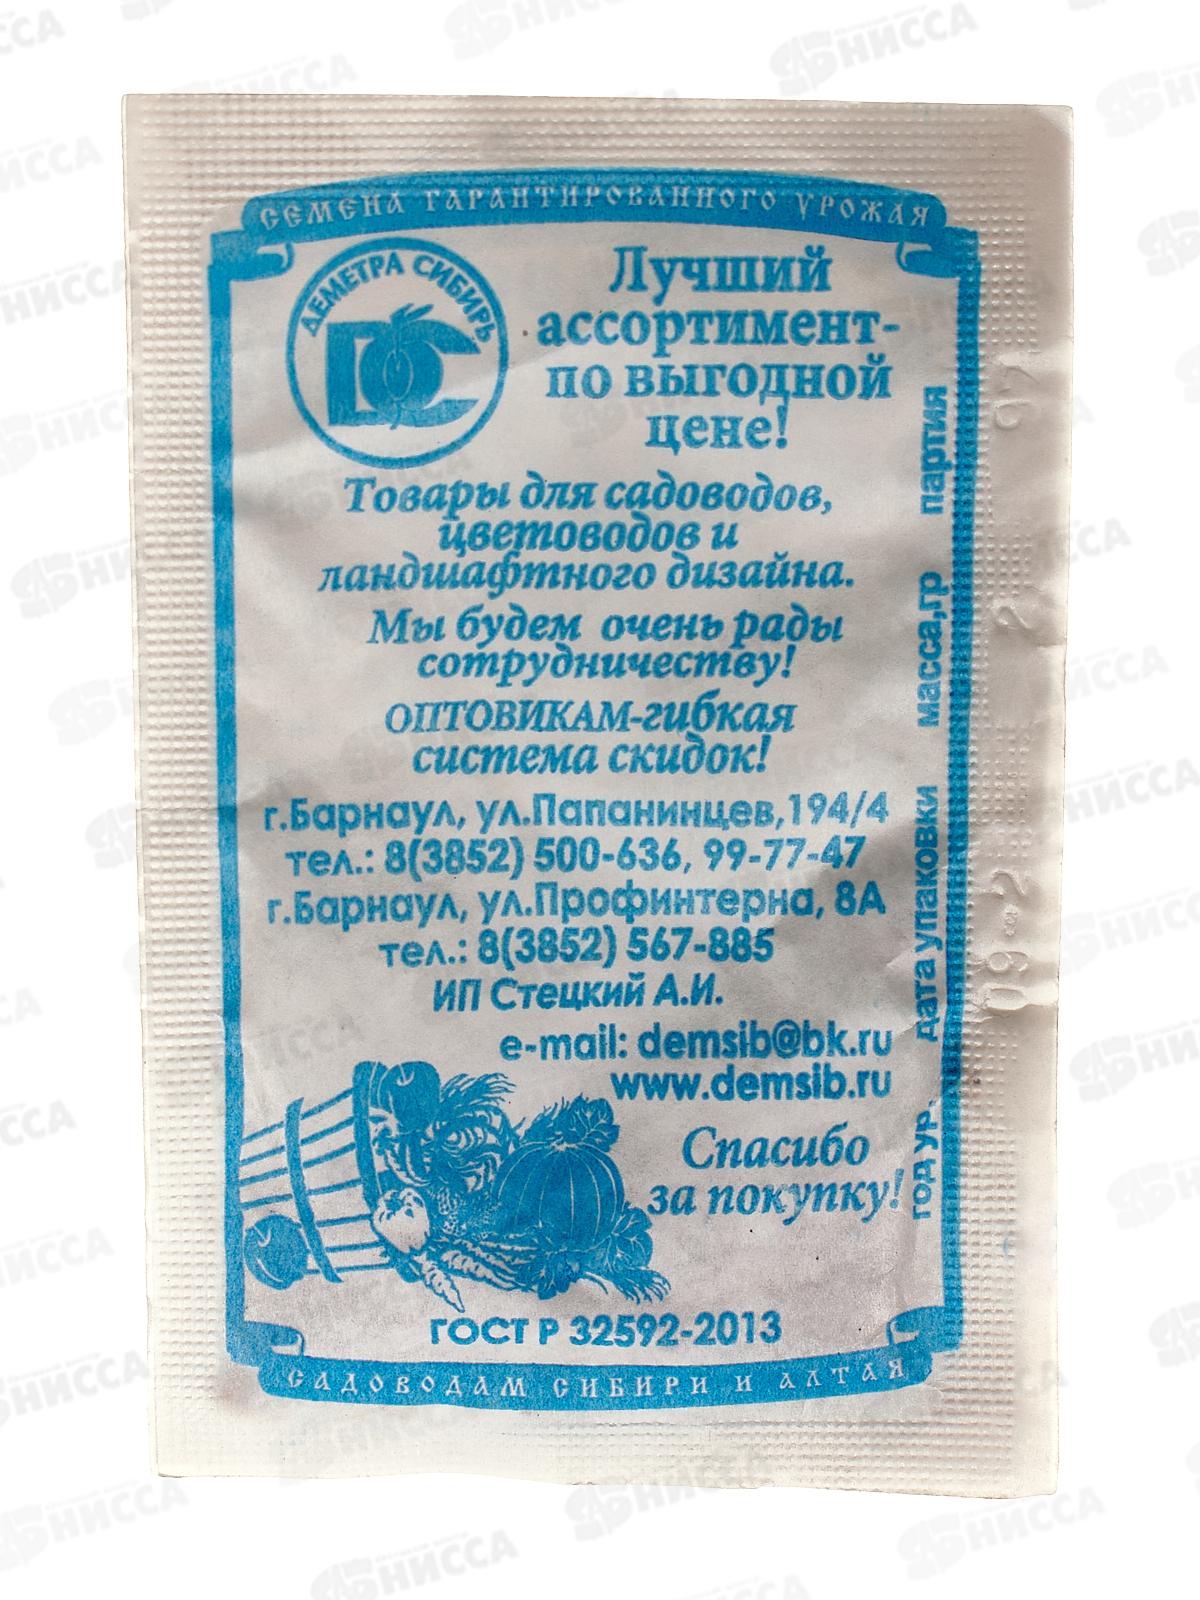 СЕМЕНА ГАРАНТИРОВАННОГО УРОЖАЯ
ДЕМЕТРА СИБИРЬ
Лучший
ассортимент-
по выгодной
цене!
Товары для садоводов,
цветоводов и
ландшафтного дизайна.
Мы будем очень рады
сотрудничеству!
ОПТОВИКАМ-гибкая
система скидок!
г.Барнаул, ул.Папанинцев,194/4
тел.: 8(3852) 500-636, 99-77-47
г.Барнаул, ул.Профинтерна, 8А
тел.: 8(3852) 567-885
ИП Стецкий А.И.
e-mail: demsib@bk.ru
www.demsib.ru
Спасибо
за покупку!
ГОСТ Р 32592-2013
САДОВОДАМ СИБИРИ И АЛТАЯ
год ур. дата упаковки масса,гр партия
НИССА